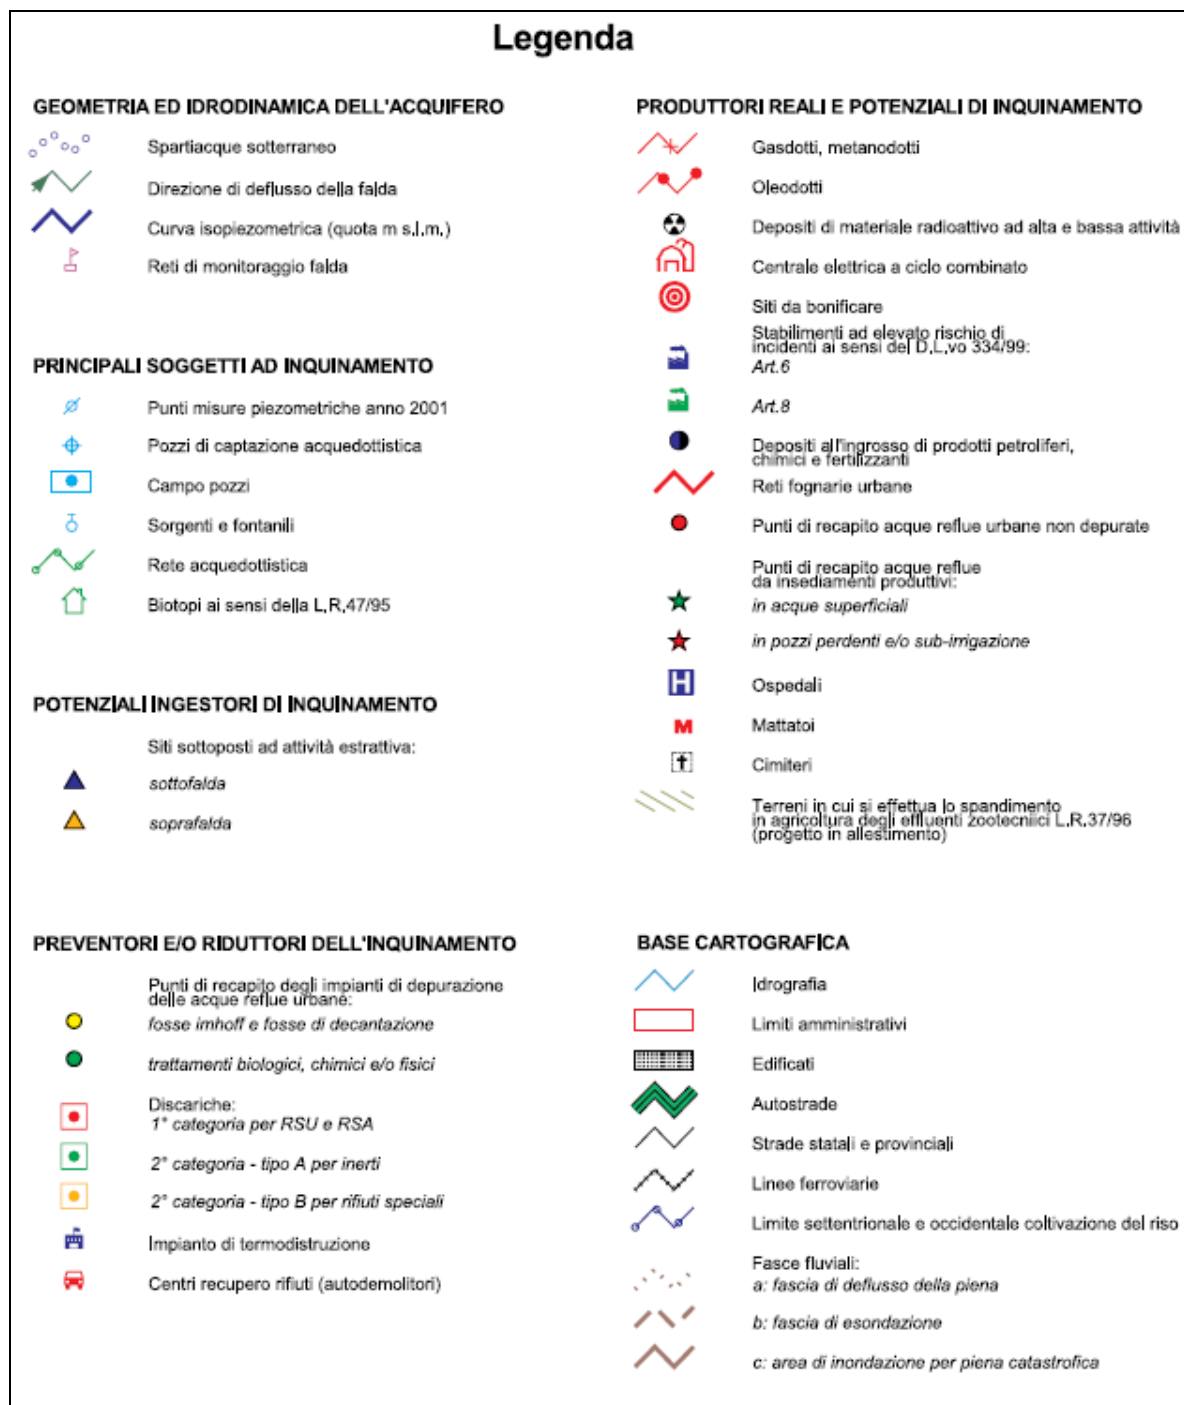 Legenda
GEOMETRIA ED IDRODINAMICA DELL'ACQUIFERO
Spartiacque sotterraneo
Direzione di deflusso della falda
Curva isopiezometrica (quota m s.l.m.)
Reti di monitoraggio falda
PRINCIPALI SOGGETTI AD INQUINAMENTO
Punti misure piezometriche anno 2001
Pozzi di captazione acquedottistica
Campo pozzi
Sorgenti e fontanili
Rete acquedottistica
Biotopi ai sensi della L.R.47/95
POTENZIALI INGESTORI DI INQUINAMENTO
Siti sottoposti ad attività estrattiva:
sottofalda
soprafalda
PREVENTORI E/O RIDUTTORI DELL'INQUINAMENTO
Punti di recapito degli impianti di depurazione
delle acque reflue urbane:
fosse imhoff e fosse di decantazione
trattamenti biologici, chimici e/o fisici
Discariche:
1° categoria per RSU e RSA
2° categoria - tipo A per inerti
2° categoria - tipo B per rifiuti speciali
Impianto di termodistruzione
Centri recupero rifiuti (autodemolitori)
PRODUTTORI REALI E POTENZIALI DI INQUINAMENTO
Gasdotti, metanodotti
Oleodotti
Depositi di materiale radioattivo ad alta e bassa attività
Centrale elettrica a ciclo combinato
Siti da bonificare
Stabilimenti ad elevato rischio di
incidenti ai sensi del D.L.vo 334/99:
Art.6
Art.8
Depositi all'ingrosso di prodotti petroliferi,
chimici e fertilizzanti
Reti fognarie urbane
Punti di recapito acque reflue urbane non depurate
Punti di recapito acque reflue
da insediamenti produttivi:
in acque superficiali
in pozzi perdenti e/o sub-irrigazione
H
Ospedali
M
Mattatoi
Cimiteri
Terreni in cui si effettua lo spandimento
in agricoltura degli effluenti zootecniici L.R.37/96
(progetto in allestimento)
BASE CARTOGRAFICA
Idrografia
Limiti amministrativi
Edificati
Autostrade
Strade statali e provinciali
Linee ferroviarie
Limite settentrionale e occidentale coltivazione del riso
Fasce fluviali:
a: fascia di deflusso della piena
b: fascia di esondazione
c: area di inondazione per piena catastrofica